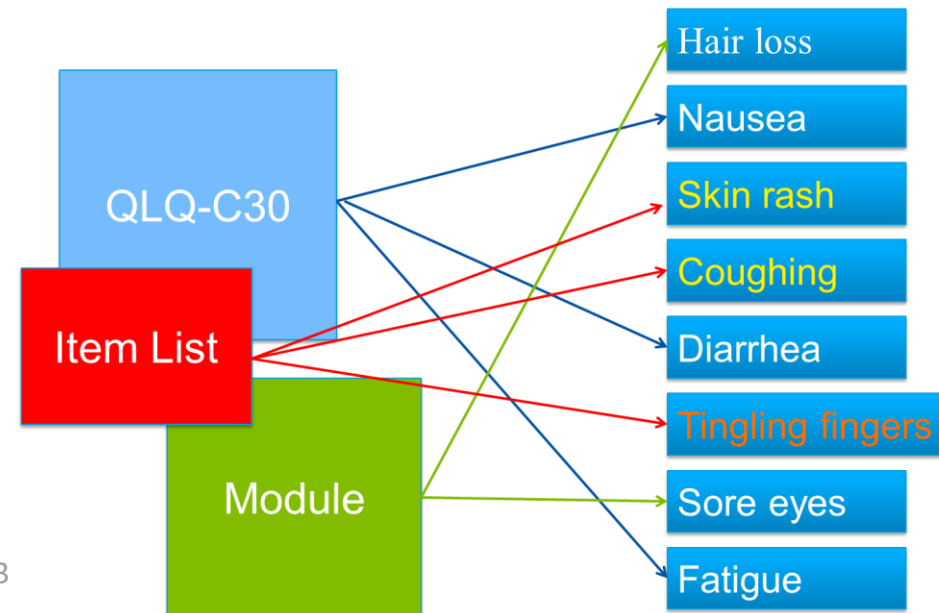 QLQ-C30
Item List
Module
Hair loss
Nausea
Skin rash
Coughing
Diarrhea
Tingling fingers
Sore eyes
Fatigue